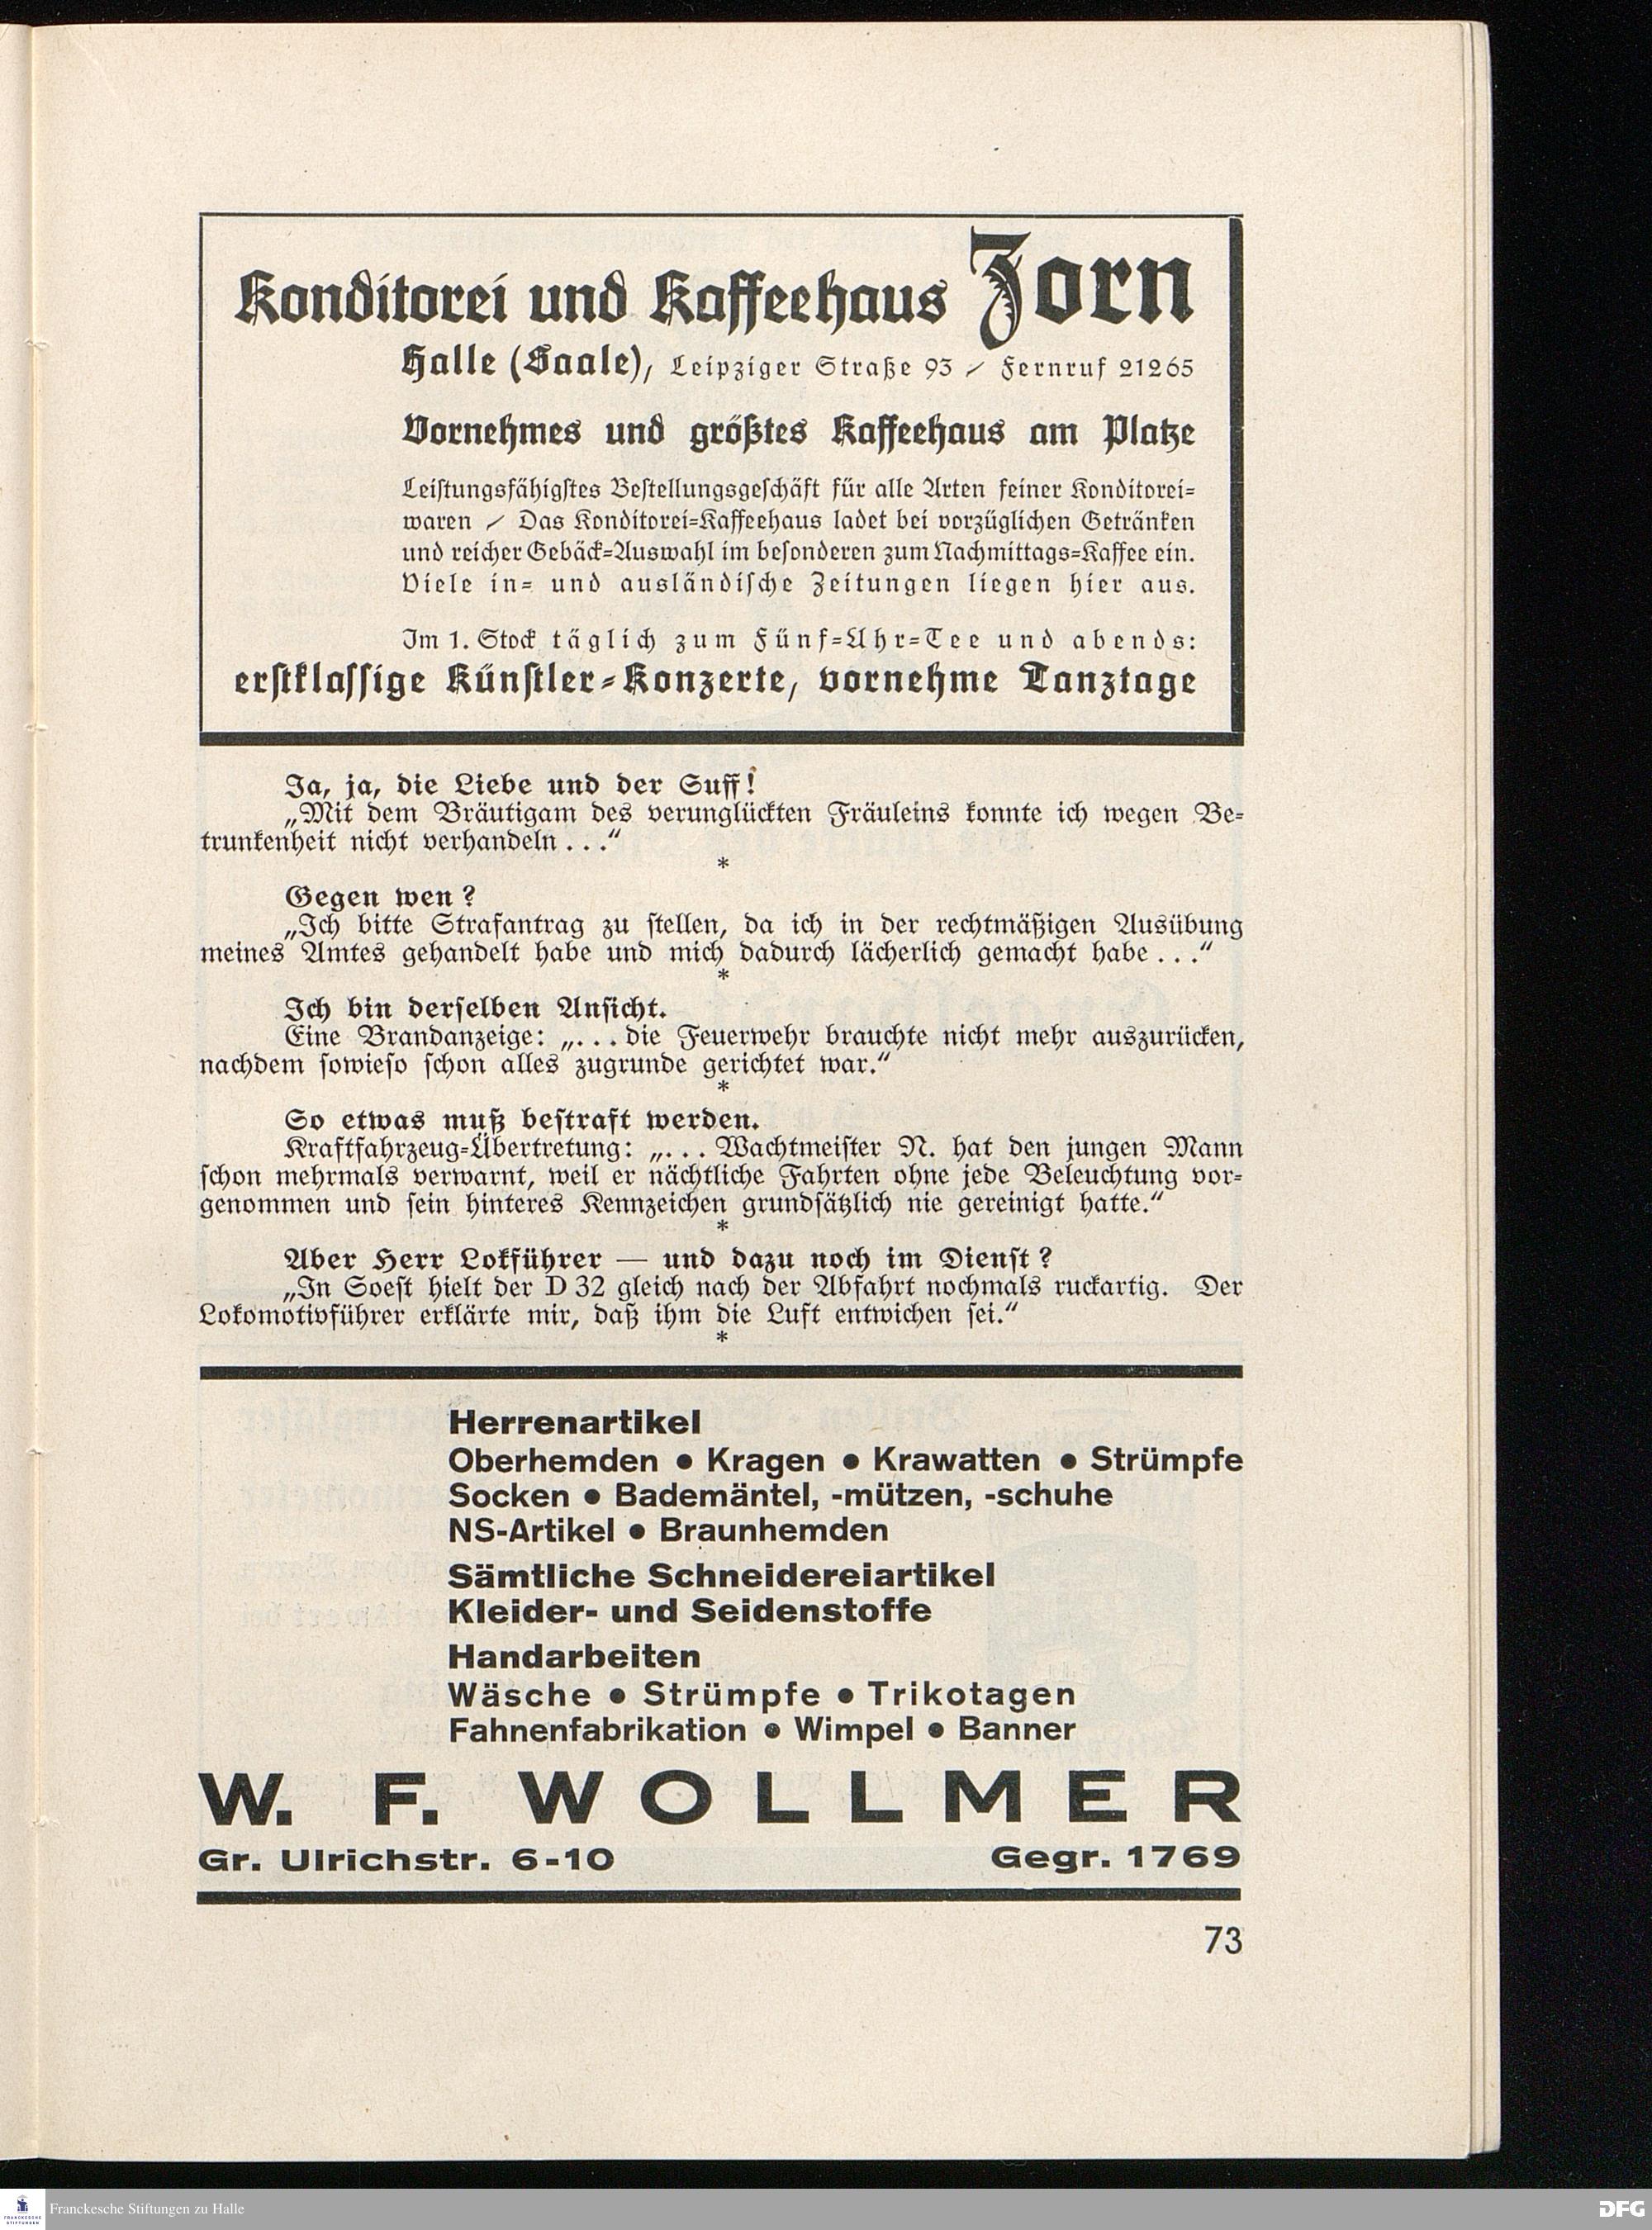 Konditorei und Kaffeehaus Zorn
Halle (Saale), Leipziger Straße 93 / Fernruf 21265
Vornehmes und größtes Kaffeehaus am Platze
Leistungsfähigstes Bestellungsgeschäft für alle Arten feiner Konditorei-
waren / Das Konditorei-Kaffeehaus ladet bei vorzüglichen Getränken
und reicher Gebäck-Auswahl im besonderen zum Nachmittags-Kaffee ein.
Viele in- und ausländische Zeitungen liegen hier aus.
Im 1. Stock täglich zum Fünf-Uhr-Tee und abends:
erstklassige Künstler-Konzerte, vornehme Tanztage
Ja, ja, die Liebe und der Suff!
„Mit dem Bräutigam des verunglückten Fräuleins konnte ich wegen Be-
trunkenheit nicht verhandeln . . .“
*
Gegen wen?
„Ich bitte Strafantrag zu stellen, da ich in der rechtmäßigen Ausübung
meines Amtes gehandelt habe und mich dadurch lächerlich gemacht habe . . .“
*
Ich bin derselben Ansicht.
Eine Brandanzeige: „. . . die Feuerwehr brauchte nicht mehr auszurücken,
nachdem sowieso schon alles zugrunde gerichtet war.“
*
So etwas muß bestraft werden.
Kraftfahrzeug-Übertretung: „. . . Wachtmeister N. hat den jungen Mann
schon mehrmals verwarnt, weil er nächtliche Fahrten ohne jede Beleuchtung vor-
genommen und sein hinteres Kennzeichen grundsätzlich nie gereinigt hatte.“
*
Aber Herr Lokführer — und dazu noch im Dienst?
„In Soest hielt der D 32 gleich nach der Abfahrt nochmals ruckartig. Der
Lokomotivführer erklärte mir, daß ihm die Luft entwichen sei.“
*
Herrenartikel
Oberhemden ● Kragen ● Krawatten ● Strümpfe
Socken ● Bademäntel, -mützen, -schuhe
NS-Artikel ● Braunhemden
Sämtliche Schneidereiartikel
Kleider- und Seidenstoffe
Handarbeiten
Wäsche ● Strümpfe ● Trikotagen
Fahnenfabrikation ● Wimpel ● Banner
W. F. WOLLMER
Gr. Ulrichstr. 6-10 Gegr. 1769
73
FRANCKESCHE
STIFTUNGEN
Franckesche Stiftungen zu Halle
DFG